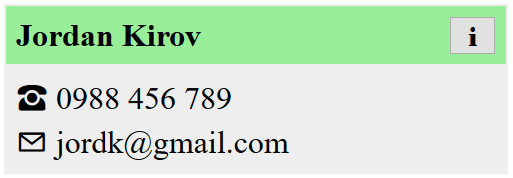 Jordan Kirov i
☎ 0988 456 789
✉ jordk@gmail.com